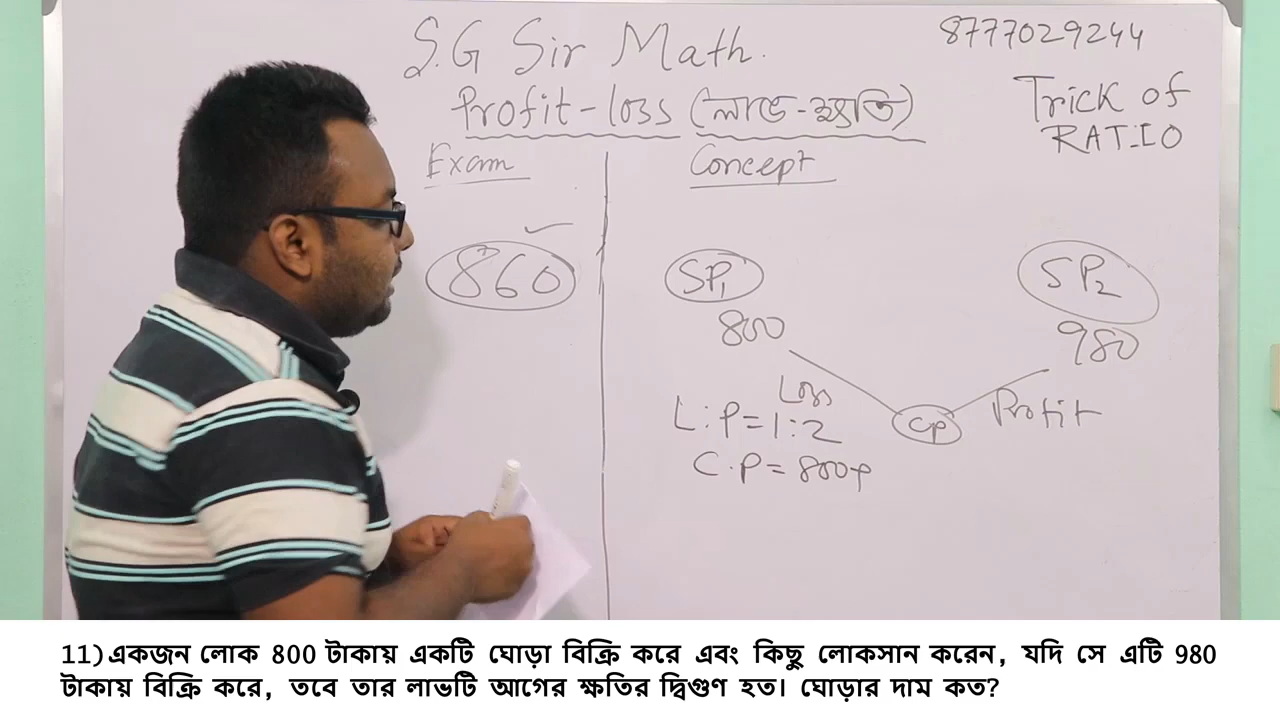 S.G Sir Math.
8777029244
Profit-loss (লাভ-ক্ষতি)
Trick of
RATIO
Exam
Concept
860
SP₁
SP₂
800
980
Loss
Profit
L:P=1:2
CP
C.P=800+
11) একজন লোক 800 টাকায় একটি ঘোড়া বিক্রি করে এবং কিছু লোকসান করেন, যদি সে এটি 980
টাকায় বিক্রি করে, তবে তার লাভটি আগের ক্ষতির দ্বিগুণ হত। ঘোড়ার দাম কত?